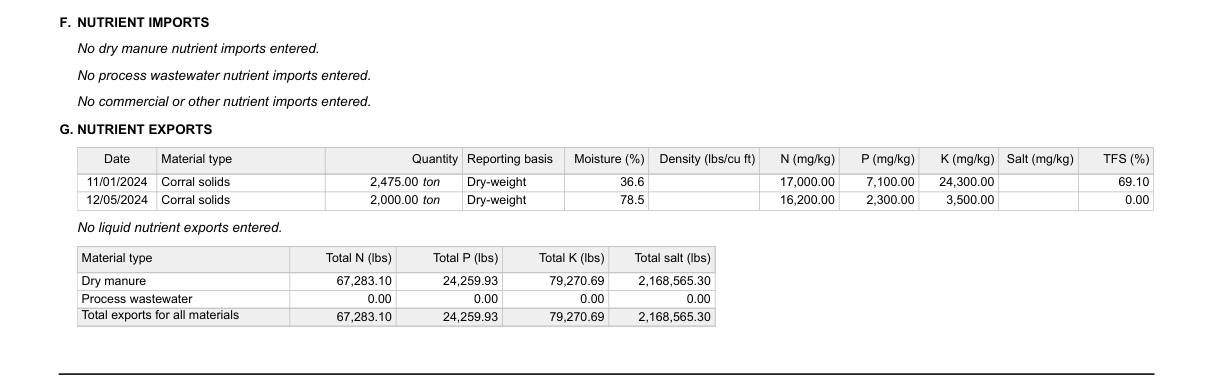 F. NUTRIENT IMPORTS
No dry manure nutrient imports entered.
No process wastewater nutrient imports entered.
No commercial or other nutrient imports entered.
G. NUTRIENT EXPORTS
Date Material type Quantity Reporting basis Moisture (%) Density (lbs/cu ft) N (mg/kg) P (mg/kg) K (mg/kg) Salt (mg/kg) TFS (%)
11/01/2024 Corral solids 2,475.00 ton Dry-weight 36.6 17,000.00 7,100.00 24,300.00 69.10
12/05/2024 Corral solids 2,000.00 ton Dry-weight 78.5 16,200.00 2,300.00 3,500.00 0.00
No liquid nutrient exports entered.
Material type Total N (lbs) Total P (lbs) Total K (lbs) Total salt (lbs)
Dry manure 67,283.10 24,259.93 79,270.69 2,168,565.30
Process wastewater 0.00 0.00 0.00 0.00
Total exports for all materials 67,283.10 24,259.93 79,270.69 2,168,565.30